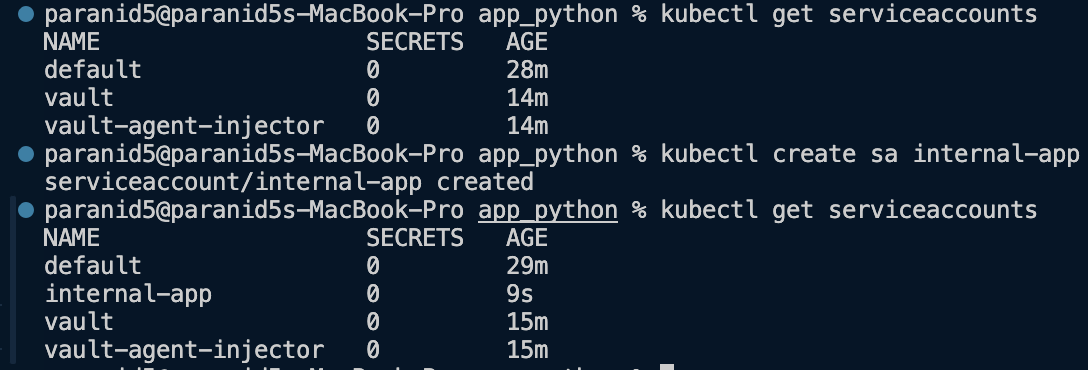 paranid5@paranid5s-MacBook-Pro app_python % kubectl get serviceaccounts
NAME                   SECRETS   AGE
default                0         28m
vault                  0         14m
vault-agent-injector   0         14m
paranid5@paranid5s-MacBook-Pro app_python % kubectl create sa internal-app
serviceaccount/internal-app created
paranid5@paranid5s-MacBook-Pro app_python % kubectl get serviceaccounts
NAME                   SECRETS   AGE
default                0         29m
internal-app           0         9s
vault                  0         15m
vault-agent-injector   0         15m